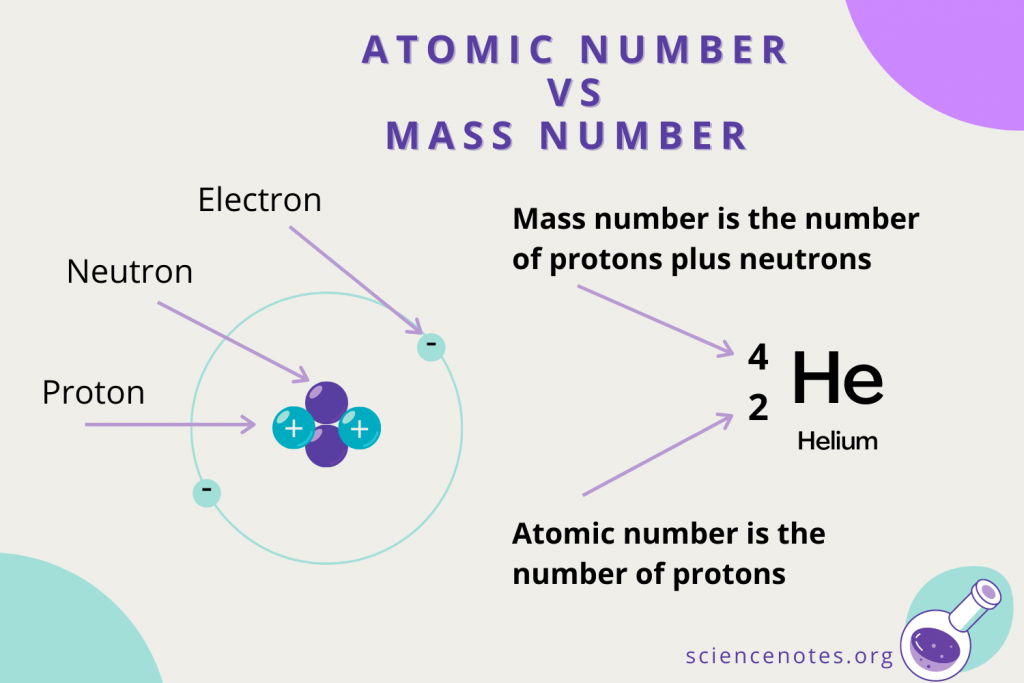 ATOMIC NUMBER
VS
MASS NUMBER
Electron
Neutron
Proton
-
+ +
-
Mass number is the number
of protons plus neutrons
4
2
He
Helium
Atomic number is the
number of protons
sciencenotes.org